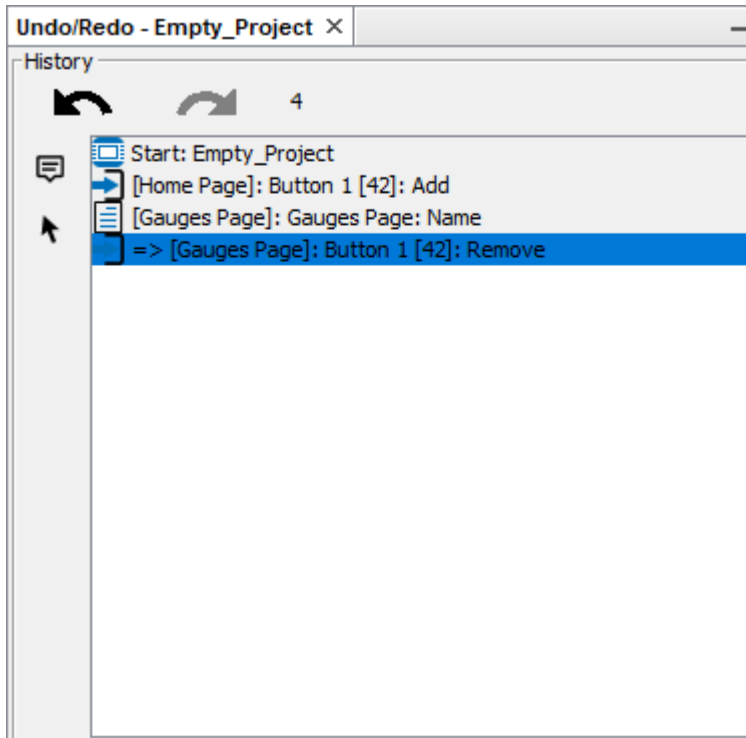 Undo/Redo - Empty_Project ×
History
4
Start: Empty_Project
[Home Page]: Button 1 [42]: Add
[Gauges Page]: Gauges Page: Name
=> [Gauges Page]: Button 1 [42]: Remove